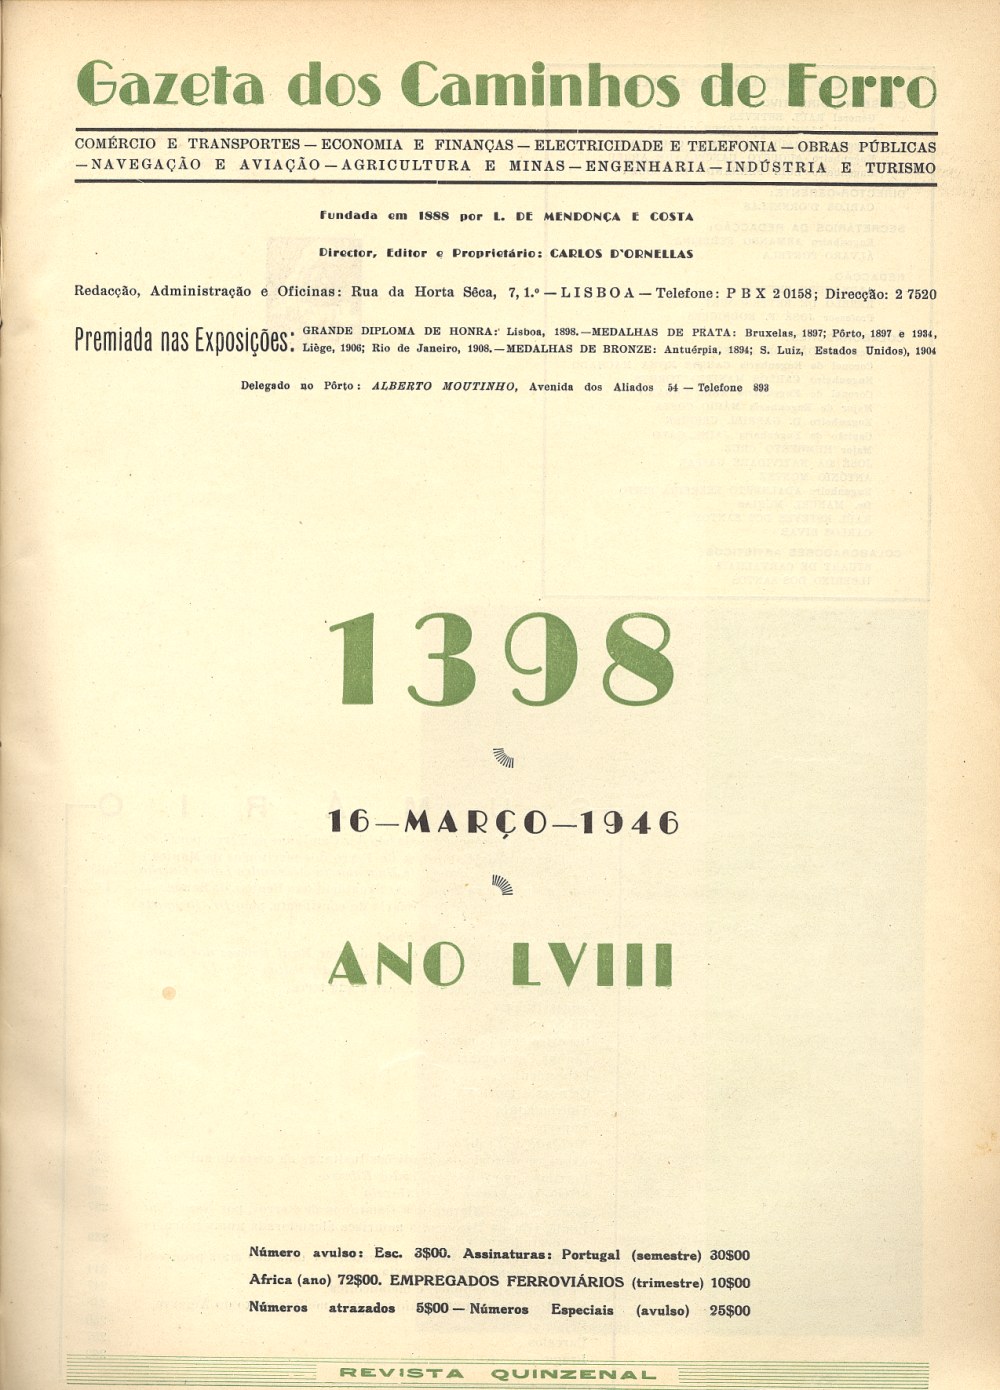 Gazeta dos Caminhos de Ferro
COMÉRCIO E TRANSPORTES — ECONOMIA E FINANÇAS — ELECTRICIDADE E TELEFONIA — OBRAS PÚBLICAS
— NAVEGAÇÃO E AVIAÇÃO — AGRICULTURA E MINAS — ENGENHARIA — INDÚSTRIA E TURISMO
Fundada em 1888 por L. DE MENDONÇA E COSTA
Director, Editor e Proprietário: CARLOS D'ORNELLAS
Redacção, Administração e Oficinas: Rua da Horta Sêca, 7, 1.º — LISBOA — Telefone: P B X 2 0158; Direcção: 2 7520
Premiada nas Exposições: GRANDE DIPLOMA DE HONRA: Lisboa, 1898. — MEDALHAS DE PRATA: Bruxelas, 1897; Pôrto, 1897 e 1934,
Liège, 1906; Rio de Janeiro, 1908. — MEDALHAS DE BRONZE: Antuérpia, 1894; S. Luiz, Estados Unidos), 1904
Delegado no Pôrto: ALBERTO MOUTINHO, Avenida dos Aliados 54 — Telefone 893
1398
16—MARÇO—1946
ANO LVIII
Número avulso: Esc. 3$00. Assinaturas: Portugal (semestre) 30$00
Africa (ano) 72$00. EMPREGADOS FERROVIÁRIOS (trimestre) 10$00
Números atrazados 5$00 — Números Especiais (avulso) 25$00
REVISTA QUINZENAL